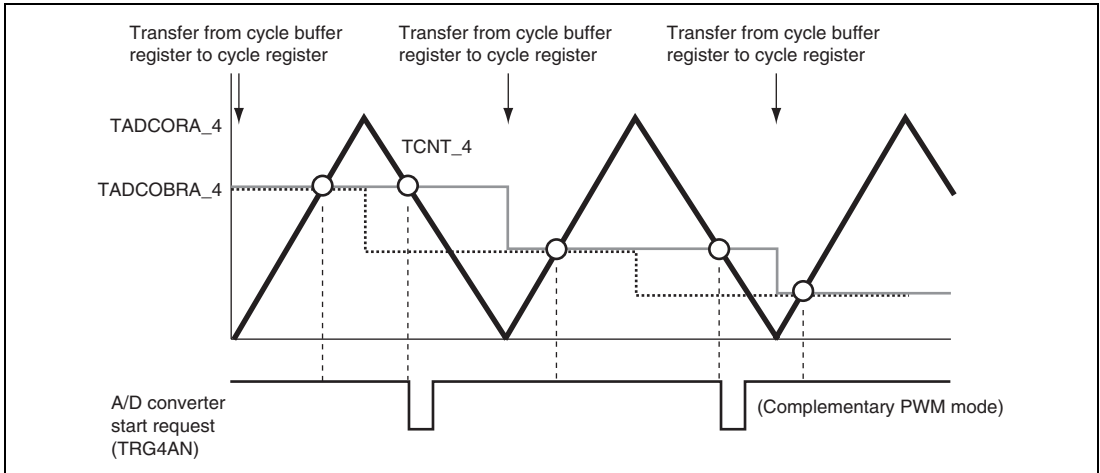 Transfer from cycle buffer
register to cycle register
Transfer from cycle buffer
register to cycle register
Transfer from cycle buffer
register to cycle register
TADCORA_4
TCNT_4
TADCOBRA_4
A/D converter
start request
(TRG4AN)
(Complementary PWM mode)